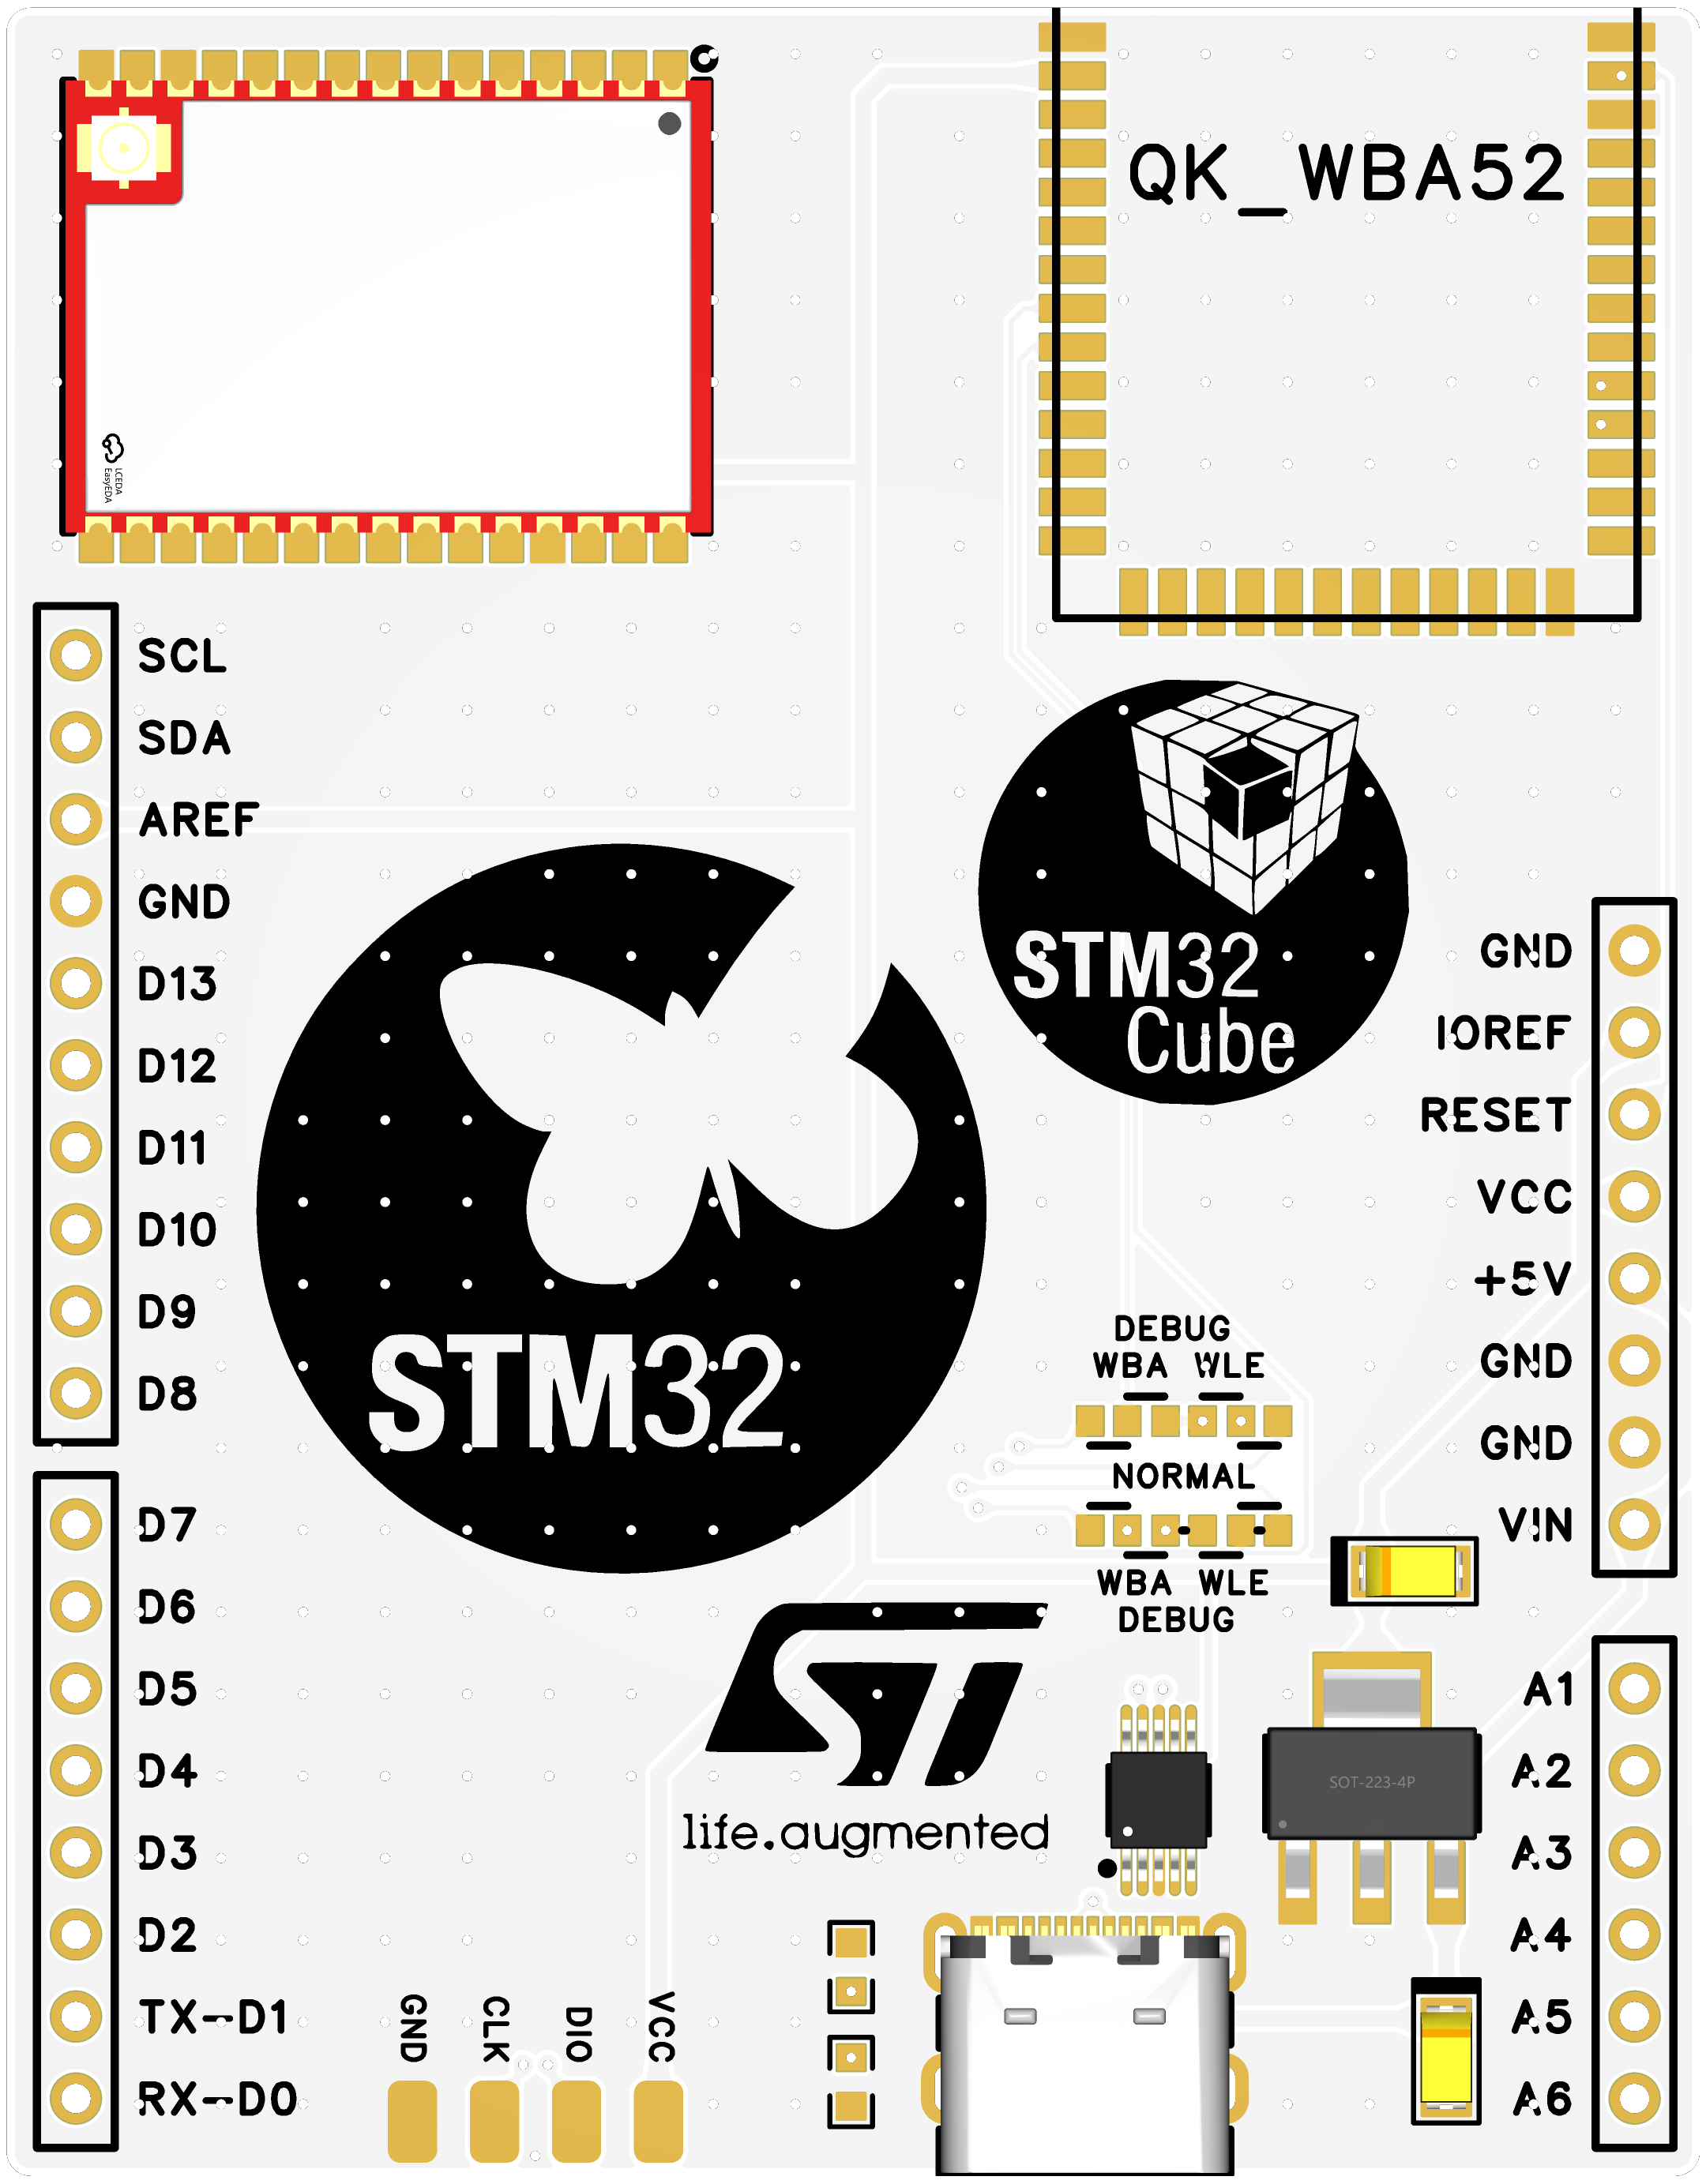 QK_WBA52
LCEDA
EasyEDA
SCL
SDA
AREF
GND
D13
D12
D11
D10
D9
D8
STM32
Cube
GND
IOREF
RESET
VCC
+5V
GND
GND
VIN
STM32
DEBUG
WBA WLE
NORMAL
WBA WLE
DEBUG
D7
D6
D5
D4
D3
D2
TX-D1
RX-D0
ST
life.augmented
SOT-223-4P
A1
A2
A3
A4
A5
A6
GND
CLK
DIO
VCC